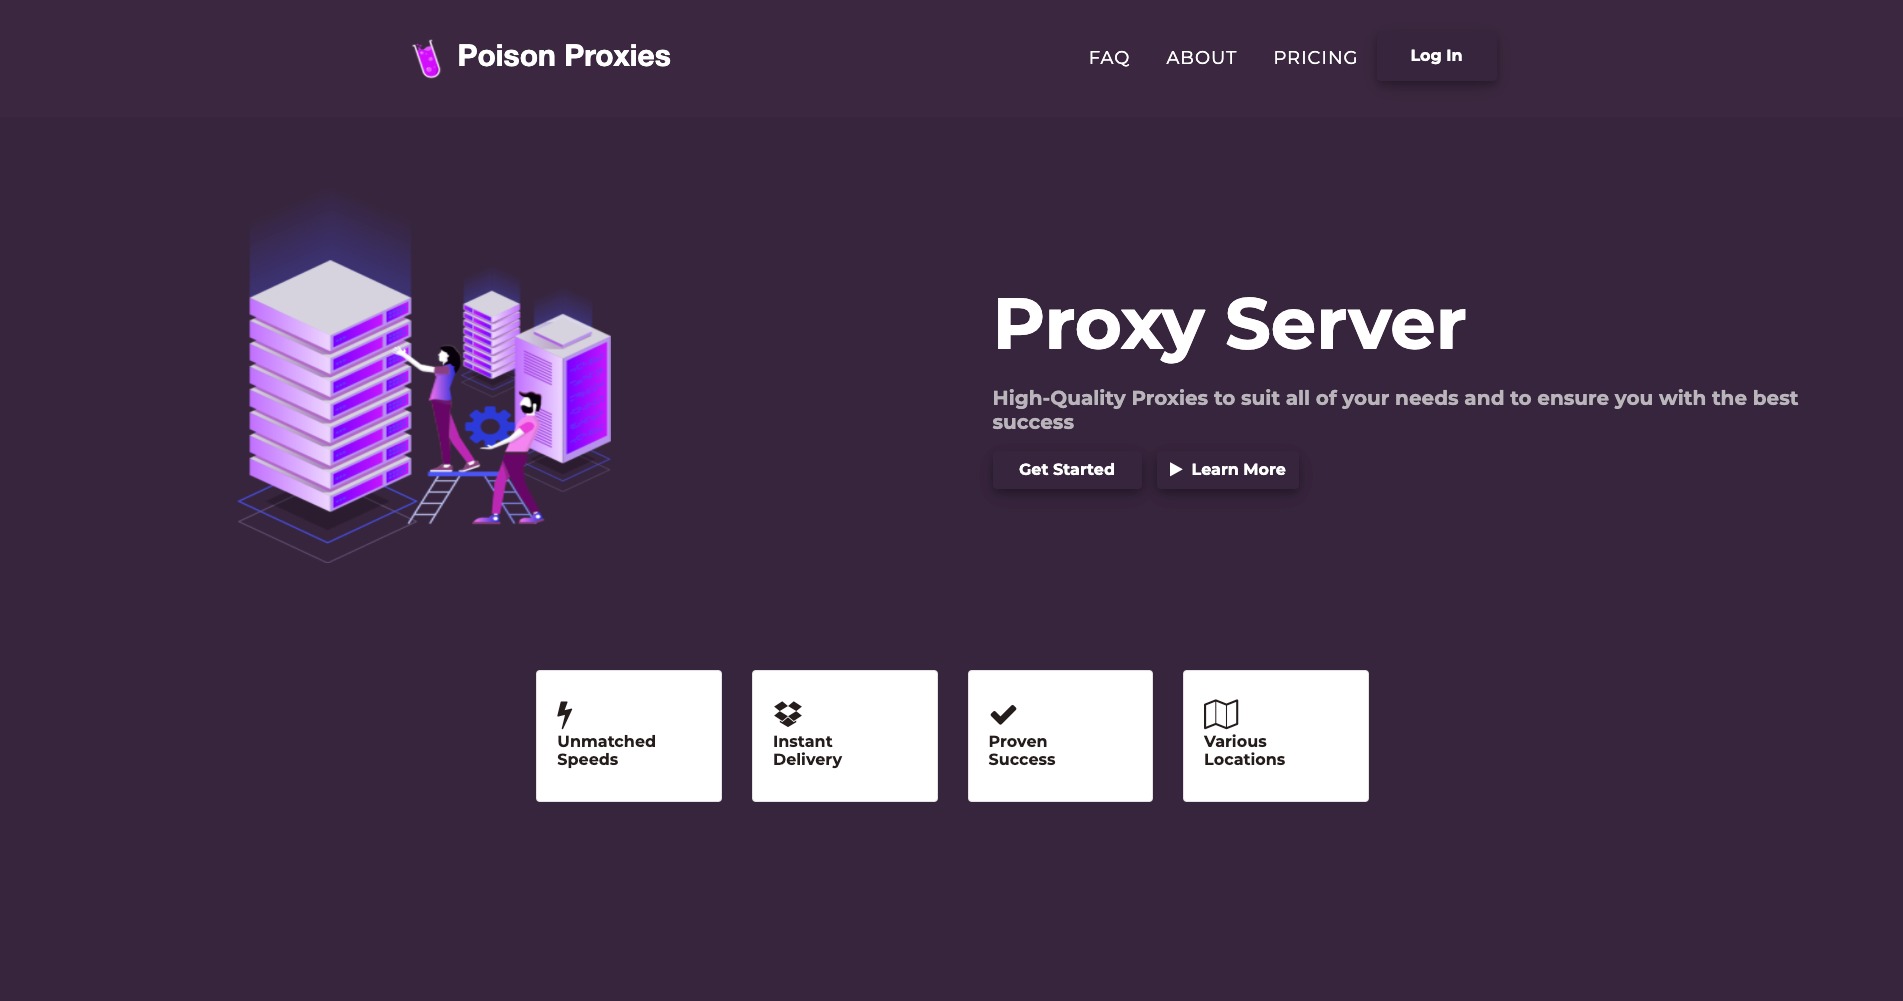 Poison Proxies
FAQ
ABOUT
PRICING
Log In
Proxy Server
High-Quality Proxies to suit all of your needs and to ensure you with the best
success
Get Started
Learn More
Unmatched
Speeds
Instant
Delivery
Proven
Success
Various
Locations